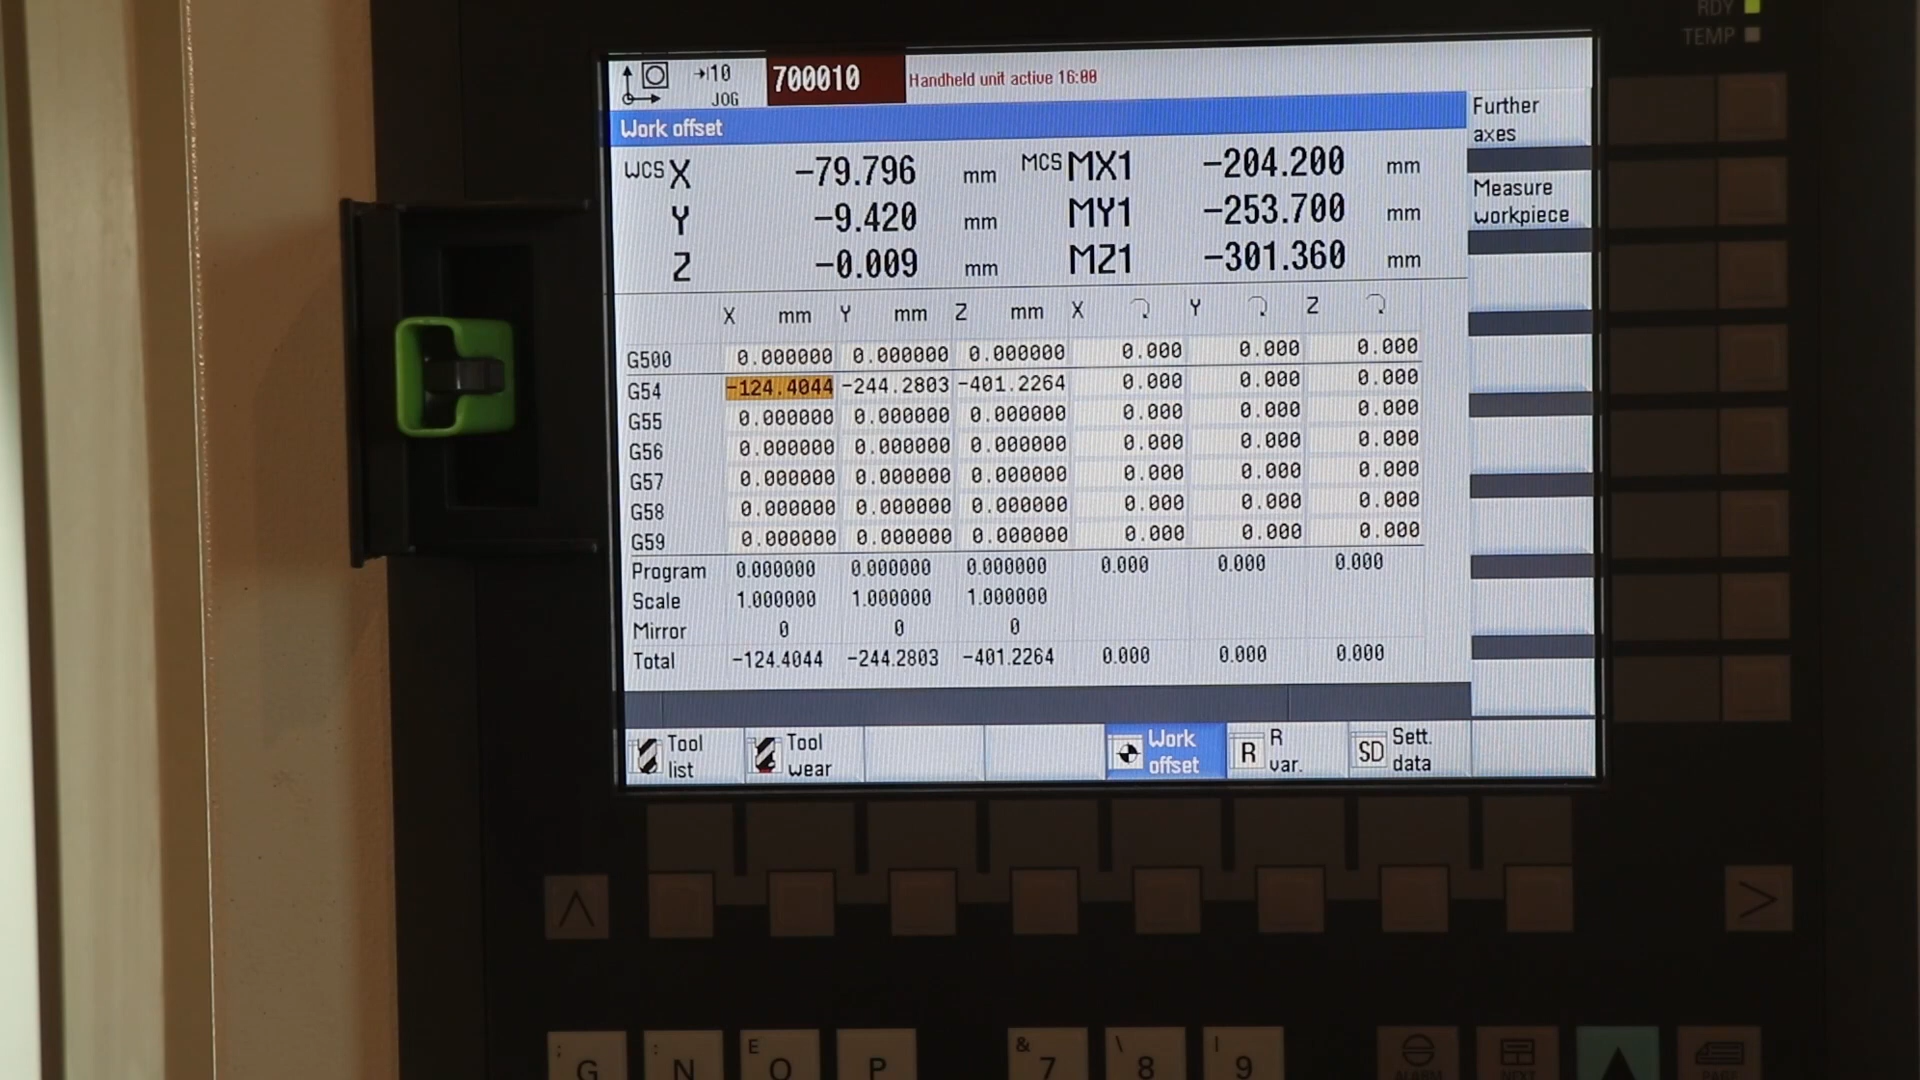 RDY
TEMP
10
JOG
700010
Handheld unit active 16:00
Further
axes
Work offset
WCS X -79.796 mm MCS MX1 -204.200 mm
Y -9.420 mm MY1 -253.700 mm
Z -0.009 mm MZ1 -301.360 mm
Measure
workpiece
X mm Y mm Z mm X Y Z
G500 0.000000 0.000000 0.000000 0.000 0.000 0.000
G54 -124.4044 -244.2803 -401.2264 0.000 0.000 0.000
G55 0.000000 0.000000 0.000000 0.000 0.000 0.000
G56 0.000000 0.000000 0.000000 0.000 0.000 0.000
G57 0.000000 0.000000 0.000000 0.000 0.000 0.000
G58 0.000000 0.000000 0.000000 0.000 0.000 0.000
G59 0.000000 0.000000 0.000000 0.000 0.000 0.000
Program 0.000000 0.000000 0.000000 0.000 0.000 0.000
Scale 1.000000 1.000000 1.000000
Mirror 0 0 0
Total -124.4044 -244.2803 -401.2264 0.000 0.000 0.000
Tool
list
Tool
wear
Work
offset
R
R
var.
SD
Sett.
data
; G
: N
E O
P
& 7
\ 8
| 9